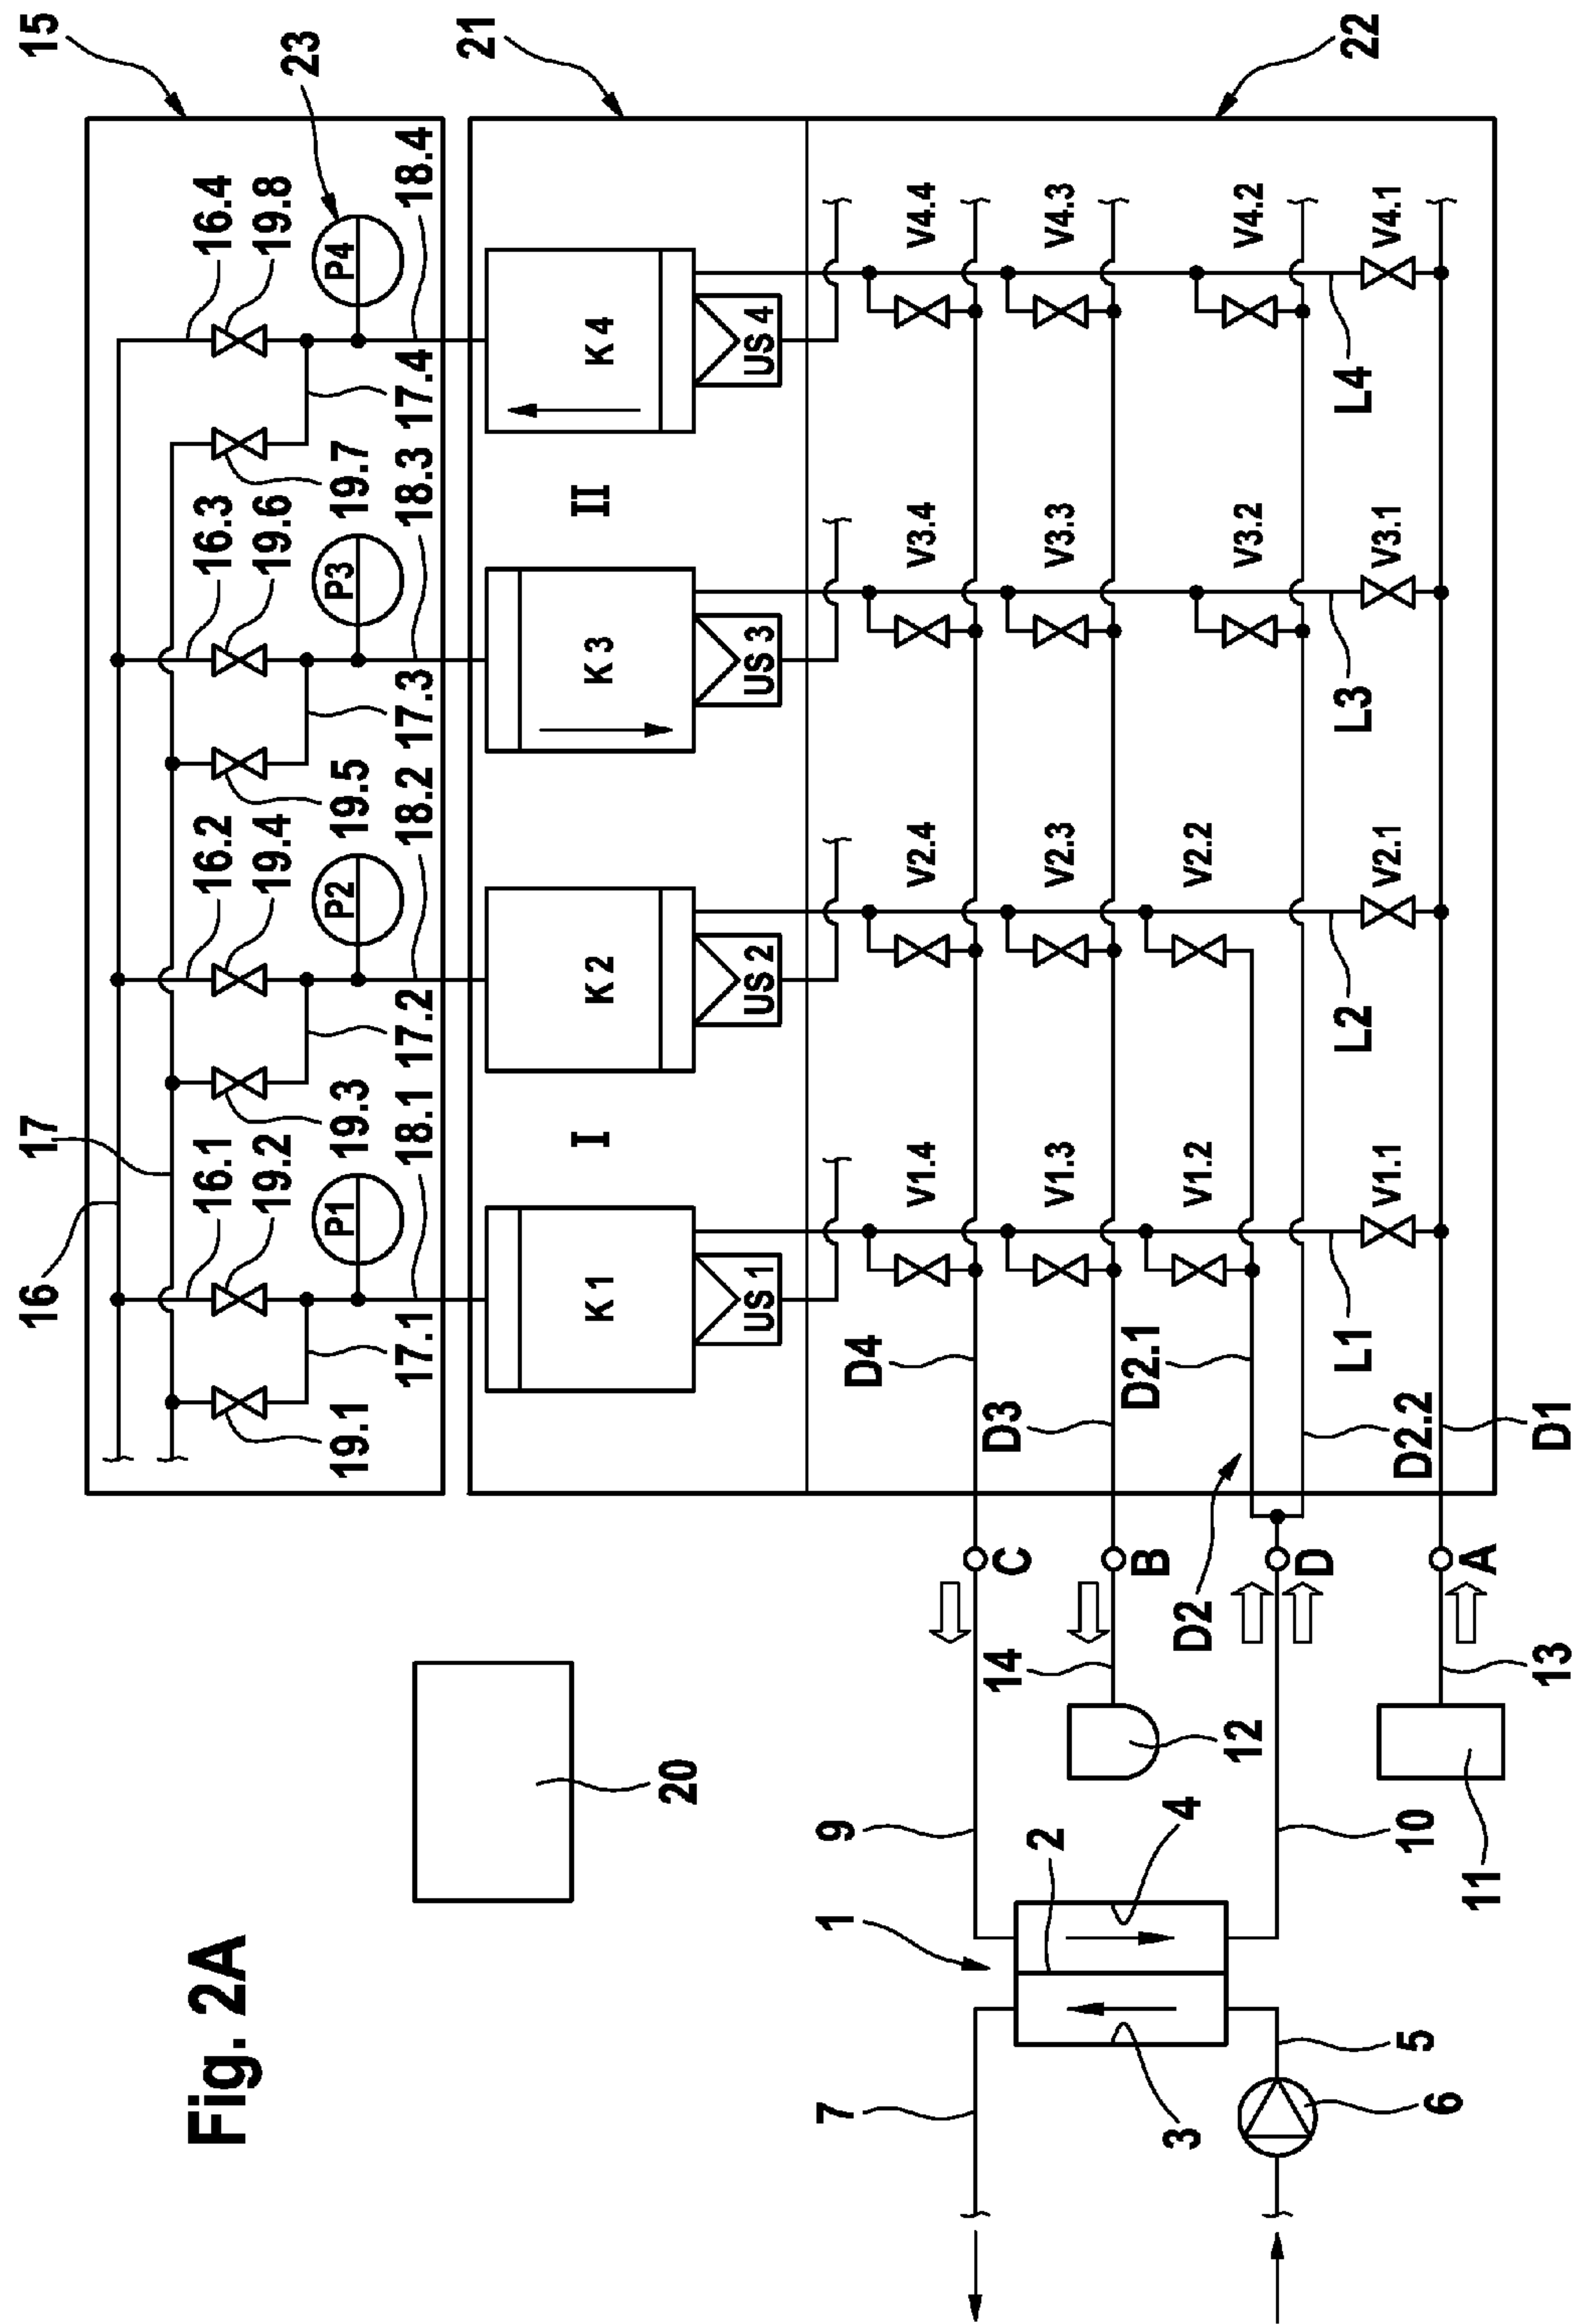 Fig. 2A
15
23
16
17
16.1
19.2
16.2
19.4
16.3
19.6
16.4
19.8
P1
P2
P3
P4
19.1
19.3
19.5
19.7
17.1
18.1
17.2
18.2
17.3
18.3
17.4
18.4
21
20
K1
I
K2
K3
II
K4
US 1
US 2
US 3
US 4
22
V1.4
V2.4
V3.4
V4.4
V1.3
V2.3
V3.3
V4.3
V1.2
V2.2
V3.2
V4.2
V1.1
V2.1
V3.1
V4.1
L1
L2
L3
L4
D4
D3
D2.1
D2
D2.2
D1
C
B
D
A
9
14
12
10
13
11
1
2
4
3
7
5
6